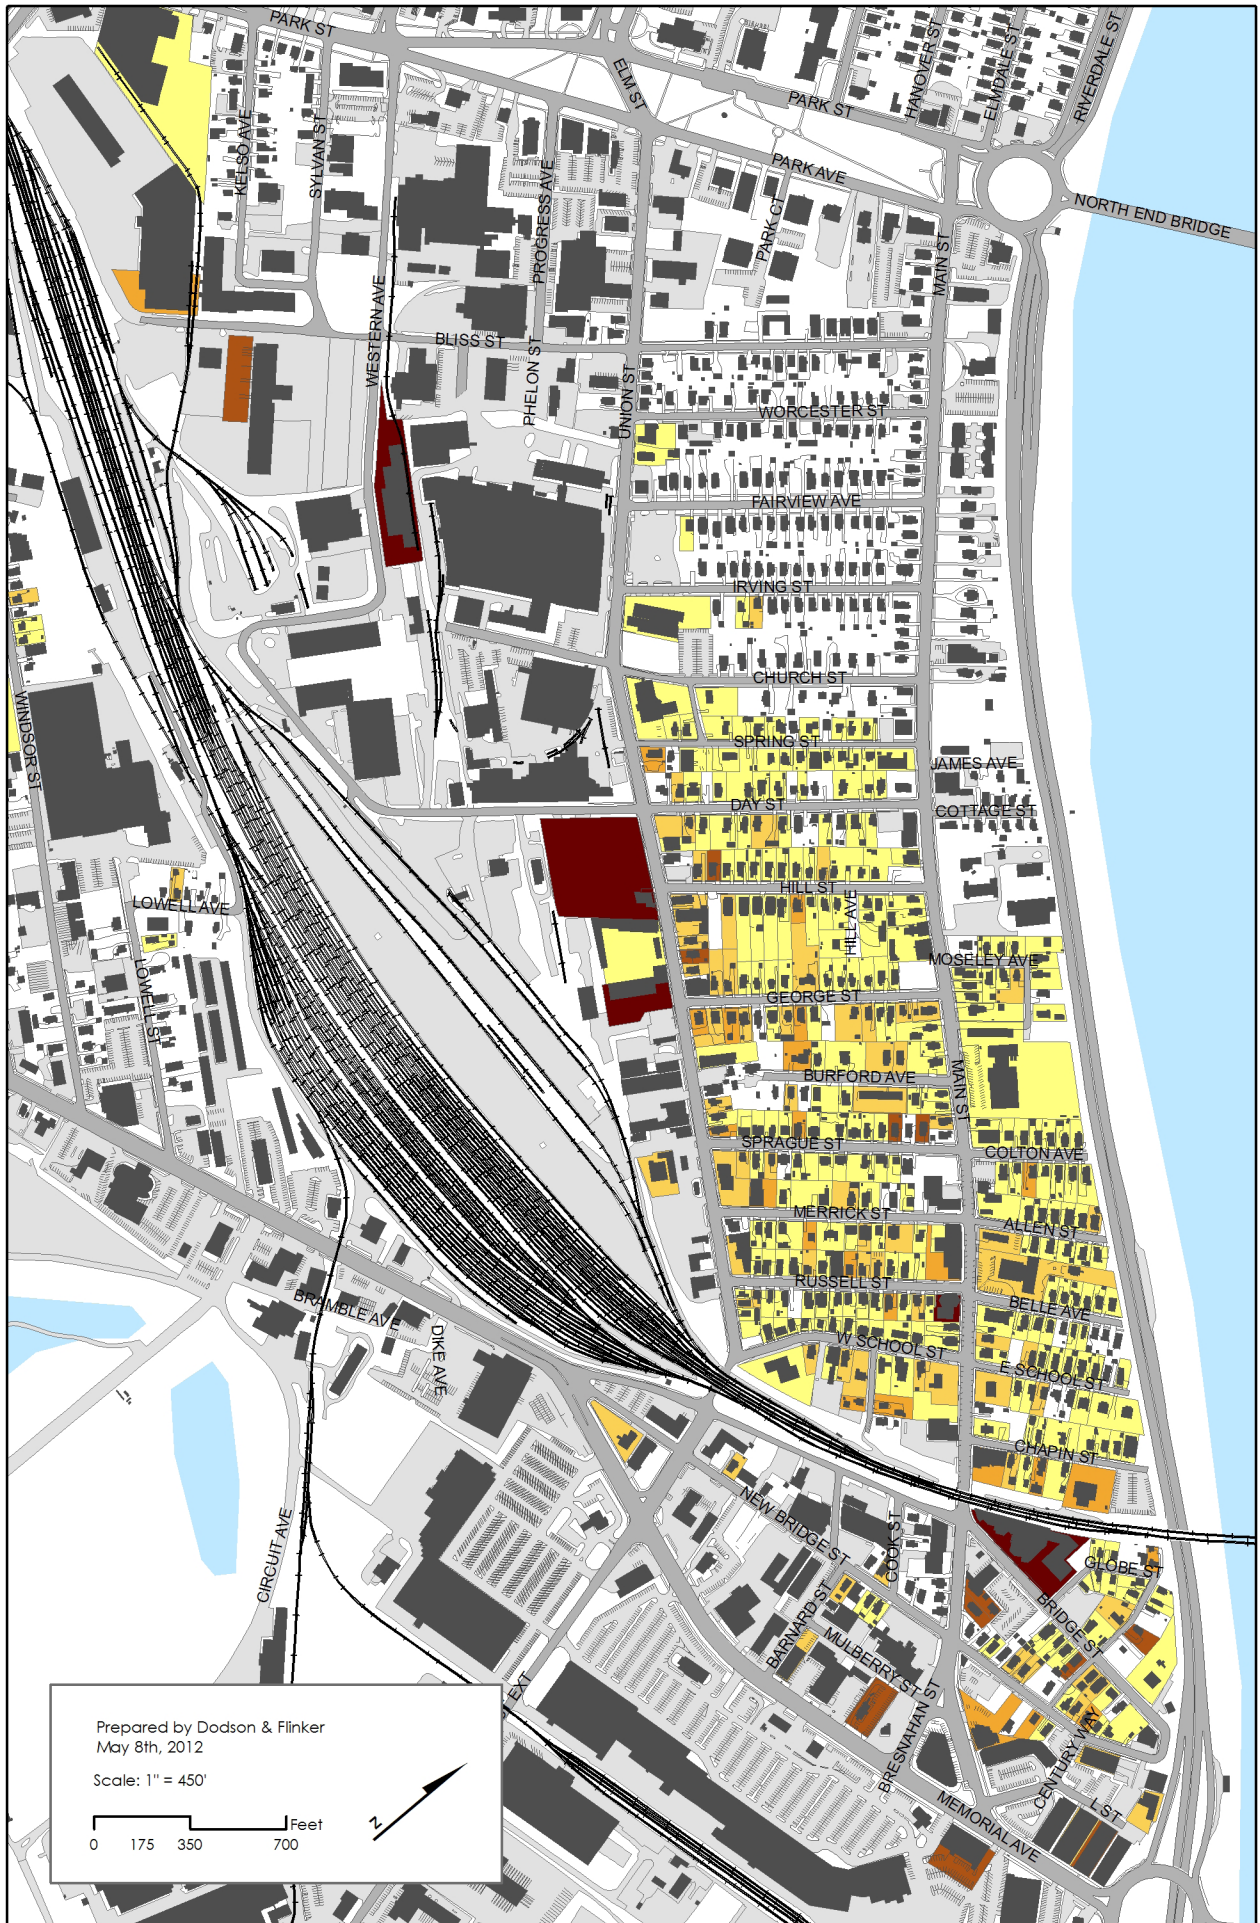 PARK ST
ELM ST
PARK ST
HANOVER ST
ELMDALE ST
RIVERDALE ST
KELSO AVE
SYLVAN ST
PROGRESS AVE
PARK AVE
PARK CT
NORTH END BRIDGE
MAIN ST
WESTERN AVE
BLISS ST
PHELON ST
UNION ST
WORCESTER ST
FAIRVIEW AVE
IRVING ST
CHURCH ST
WINDSOR ST
SPRING ST
JAMES AVE
DAY ST
COTTAGE ST
HILL ST
LOWELL AVE
HILL AVE
MOSELEY AVE
LOWELL ST
GEORGE ST
BURFORD AVE
MAIN ST
SPRAGUE ST
COLTON AVE
MERRICK ST
ALLEN ST
RUSSELL ST
BELLE AVE
BRAMBLE AVE
DIKE AVE
W SCHOOL ST
E SCHOOL ST
CHAPIN ST
NEW BRIDGE ST
COOK ST
CIRCUIT AVE
GLOBE ST
BRIDGE ST
BARNARD ST
MULBERRY ST
BRESNAHAN ST
EXT
CENTURY WAY
L ST
MEMORIAL AVE
Prepared by Dodson & Flinker
May 8th, 2012
Scale: 1" = 450'
Feet
0 175 350 700
N